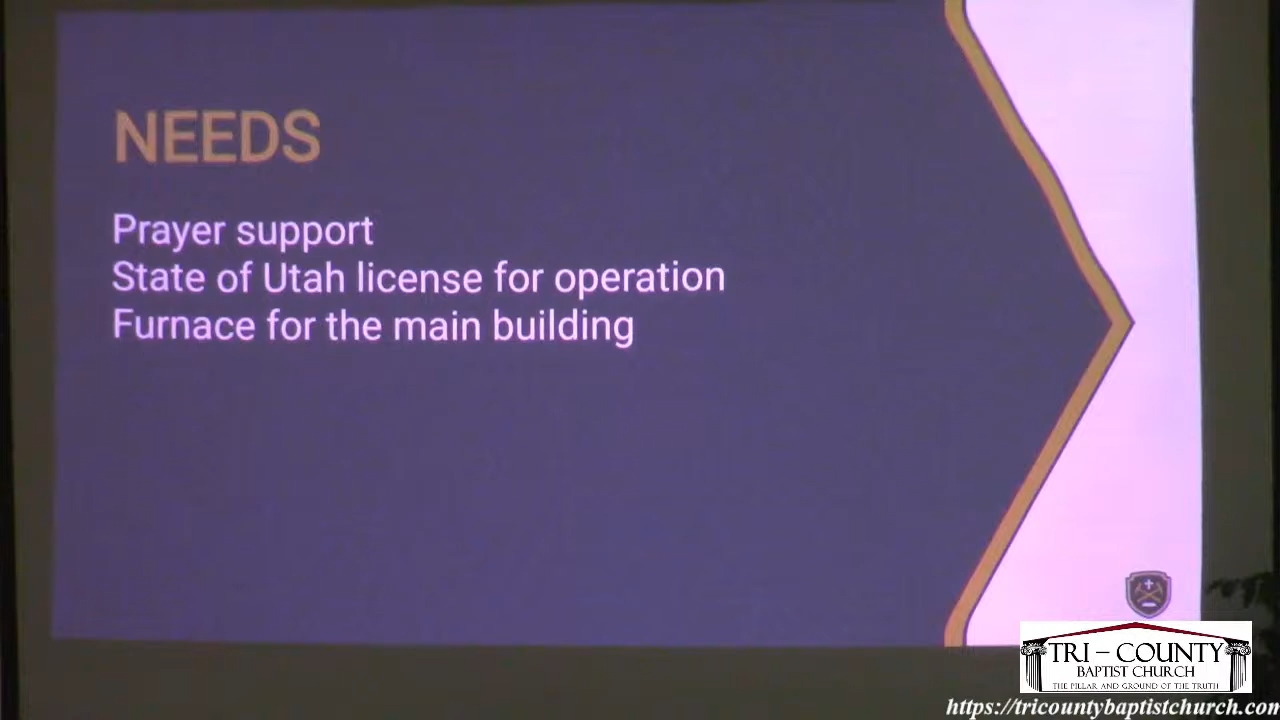 NEEDS
Prayer support
State of Utah license for operation
Furnace for the main building
TRI – COUNTY
BAPTIST CHURCH
THE PILLAR AND GROUND OF THE TRUTH
https://tricountybaptistchurch.com